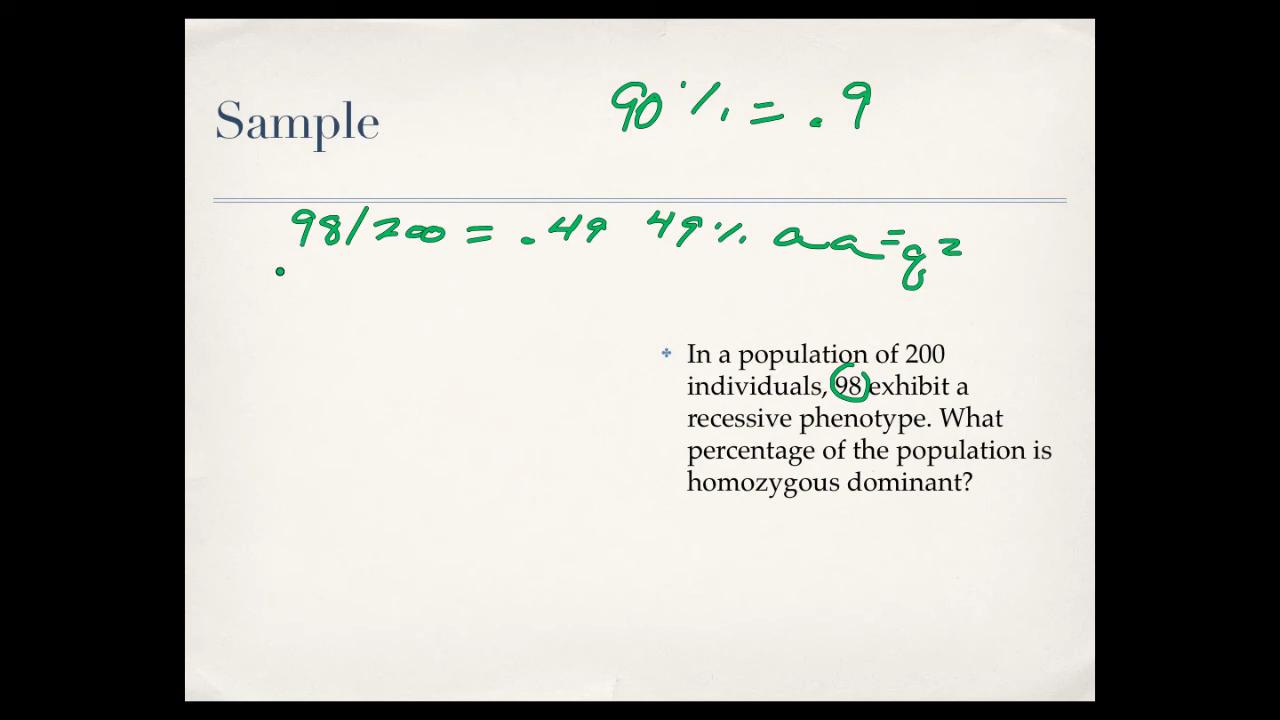 90% = .9
Sample
98/200 = .49 49% aa = q2
.
In a population of 200
individuals, 98 exhibit a
recessive phenotype. What
percentage of the population is
homozygous dominant?